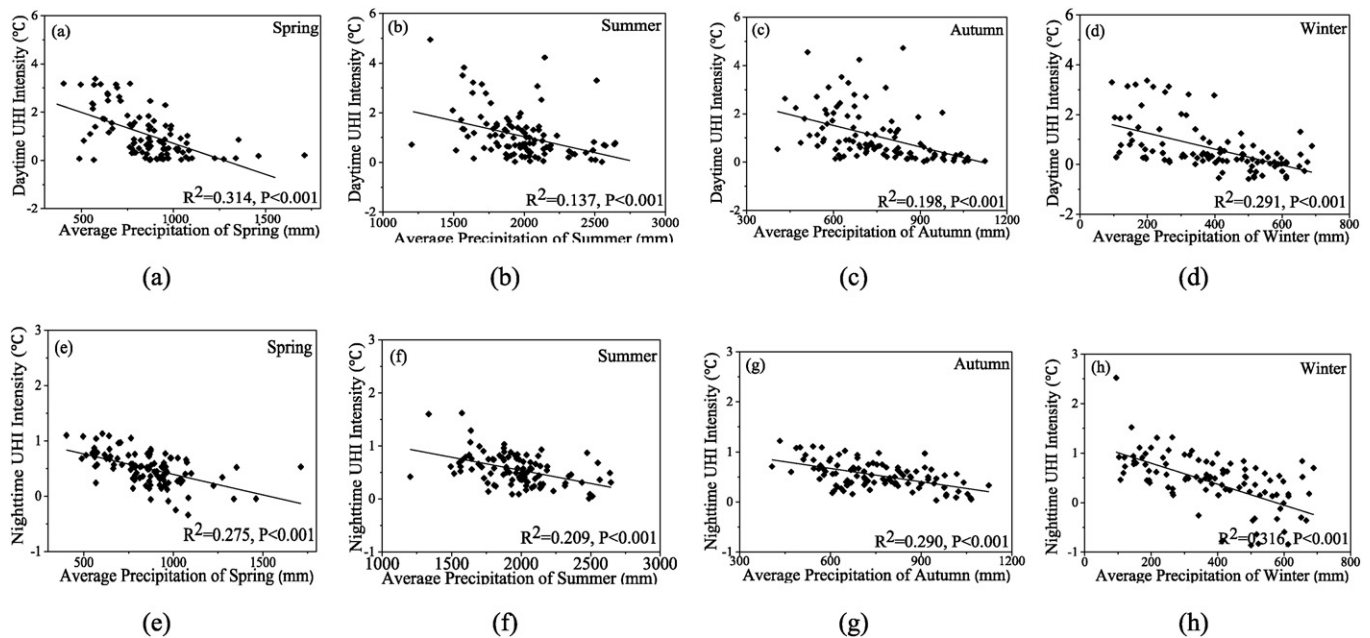 (a) Spring
Daytime UHI Intensity (℃)
6
4
2
0
-2
R²=0.314, P<0.001
500 1000 1500
Average Precipitation of Spring (mm)
(a)
(b) Summer
Daytime UHI Intensity (℃)
6
4
2
0
2
R²=0.137, P<0.001
1000 1500 2000 2500 3000
Average Precipitation of Summer (mm)
(b)
(c) Autumn
Daytime UHI Intensity (℃)
6
4
2
0
-2
R²=0.198, P<0.001
300 600 900 1200
Average Precipitation of Autumn (mm)
(c)
(d) Winter
Daytime UHI Intensity (℃)
6
4
2
0
-2
R²=0.291, P<0.001
0 200 400 600 800
Average Precipitation of Winter (mm)
(d)
(e) Spring
Nighttime UHI Intensity (℃)
3
2
1
0
-1
R²=0.275, P<0.001
500 1000 1500
Average Precipitation of Spring (mm)
(e)
(f) Summer
Nighttime UHI Intensity (℃)
3
2
1
0
-1
R²=0.209, P<0.001
1000 1500 2000 2500 3000
Average Precipitation of Summer (mm)
(f)
(g) Autumn
Nighttime UHI Intensity (℃)
3
2
1
0
-1
R²=0.290, P<0.001
300 600 900 1200
Average Precipitation of Autumn (mm)
(g)
(h) Winter
Nighttime UHI Intensity (℃)
3
2
1
0
-1
R²=0.316, P<0.001
0 200 400 600 800
Average Precipitation of Winter (mm)
(h)